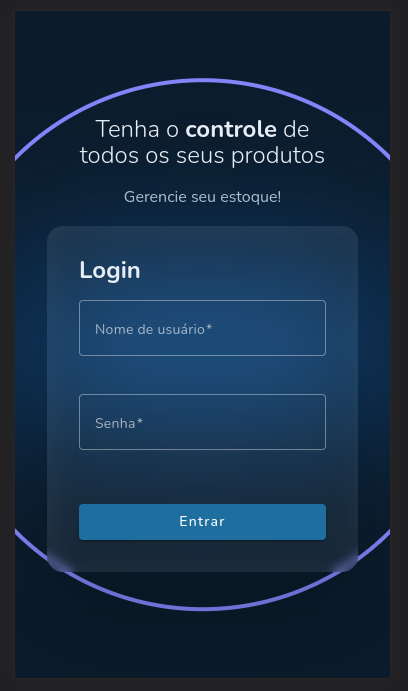 Tenha o controle de
todos os seus produtos
Gerencie seu estoque!
Login
Nome de usuário*
Senha*
Entrar